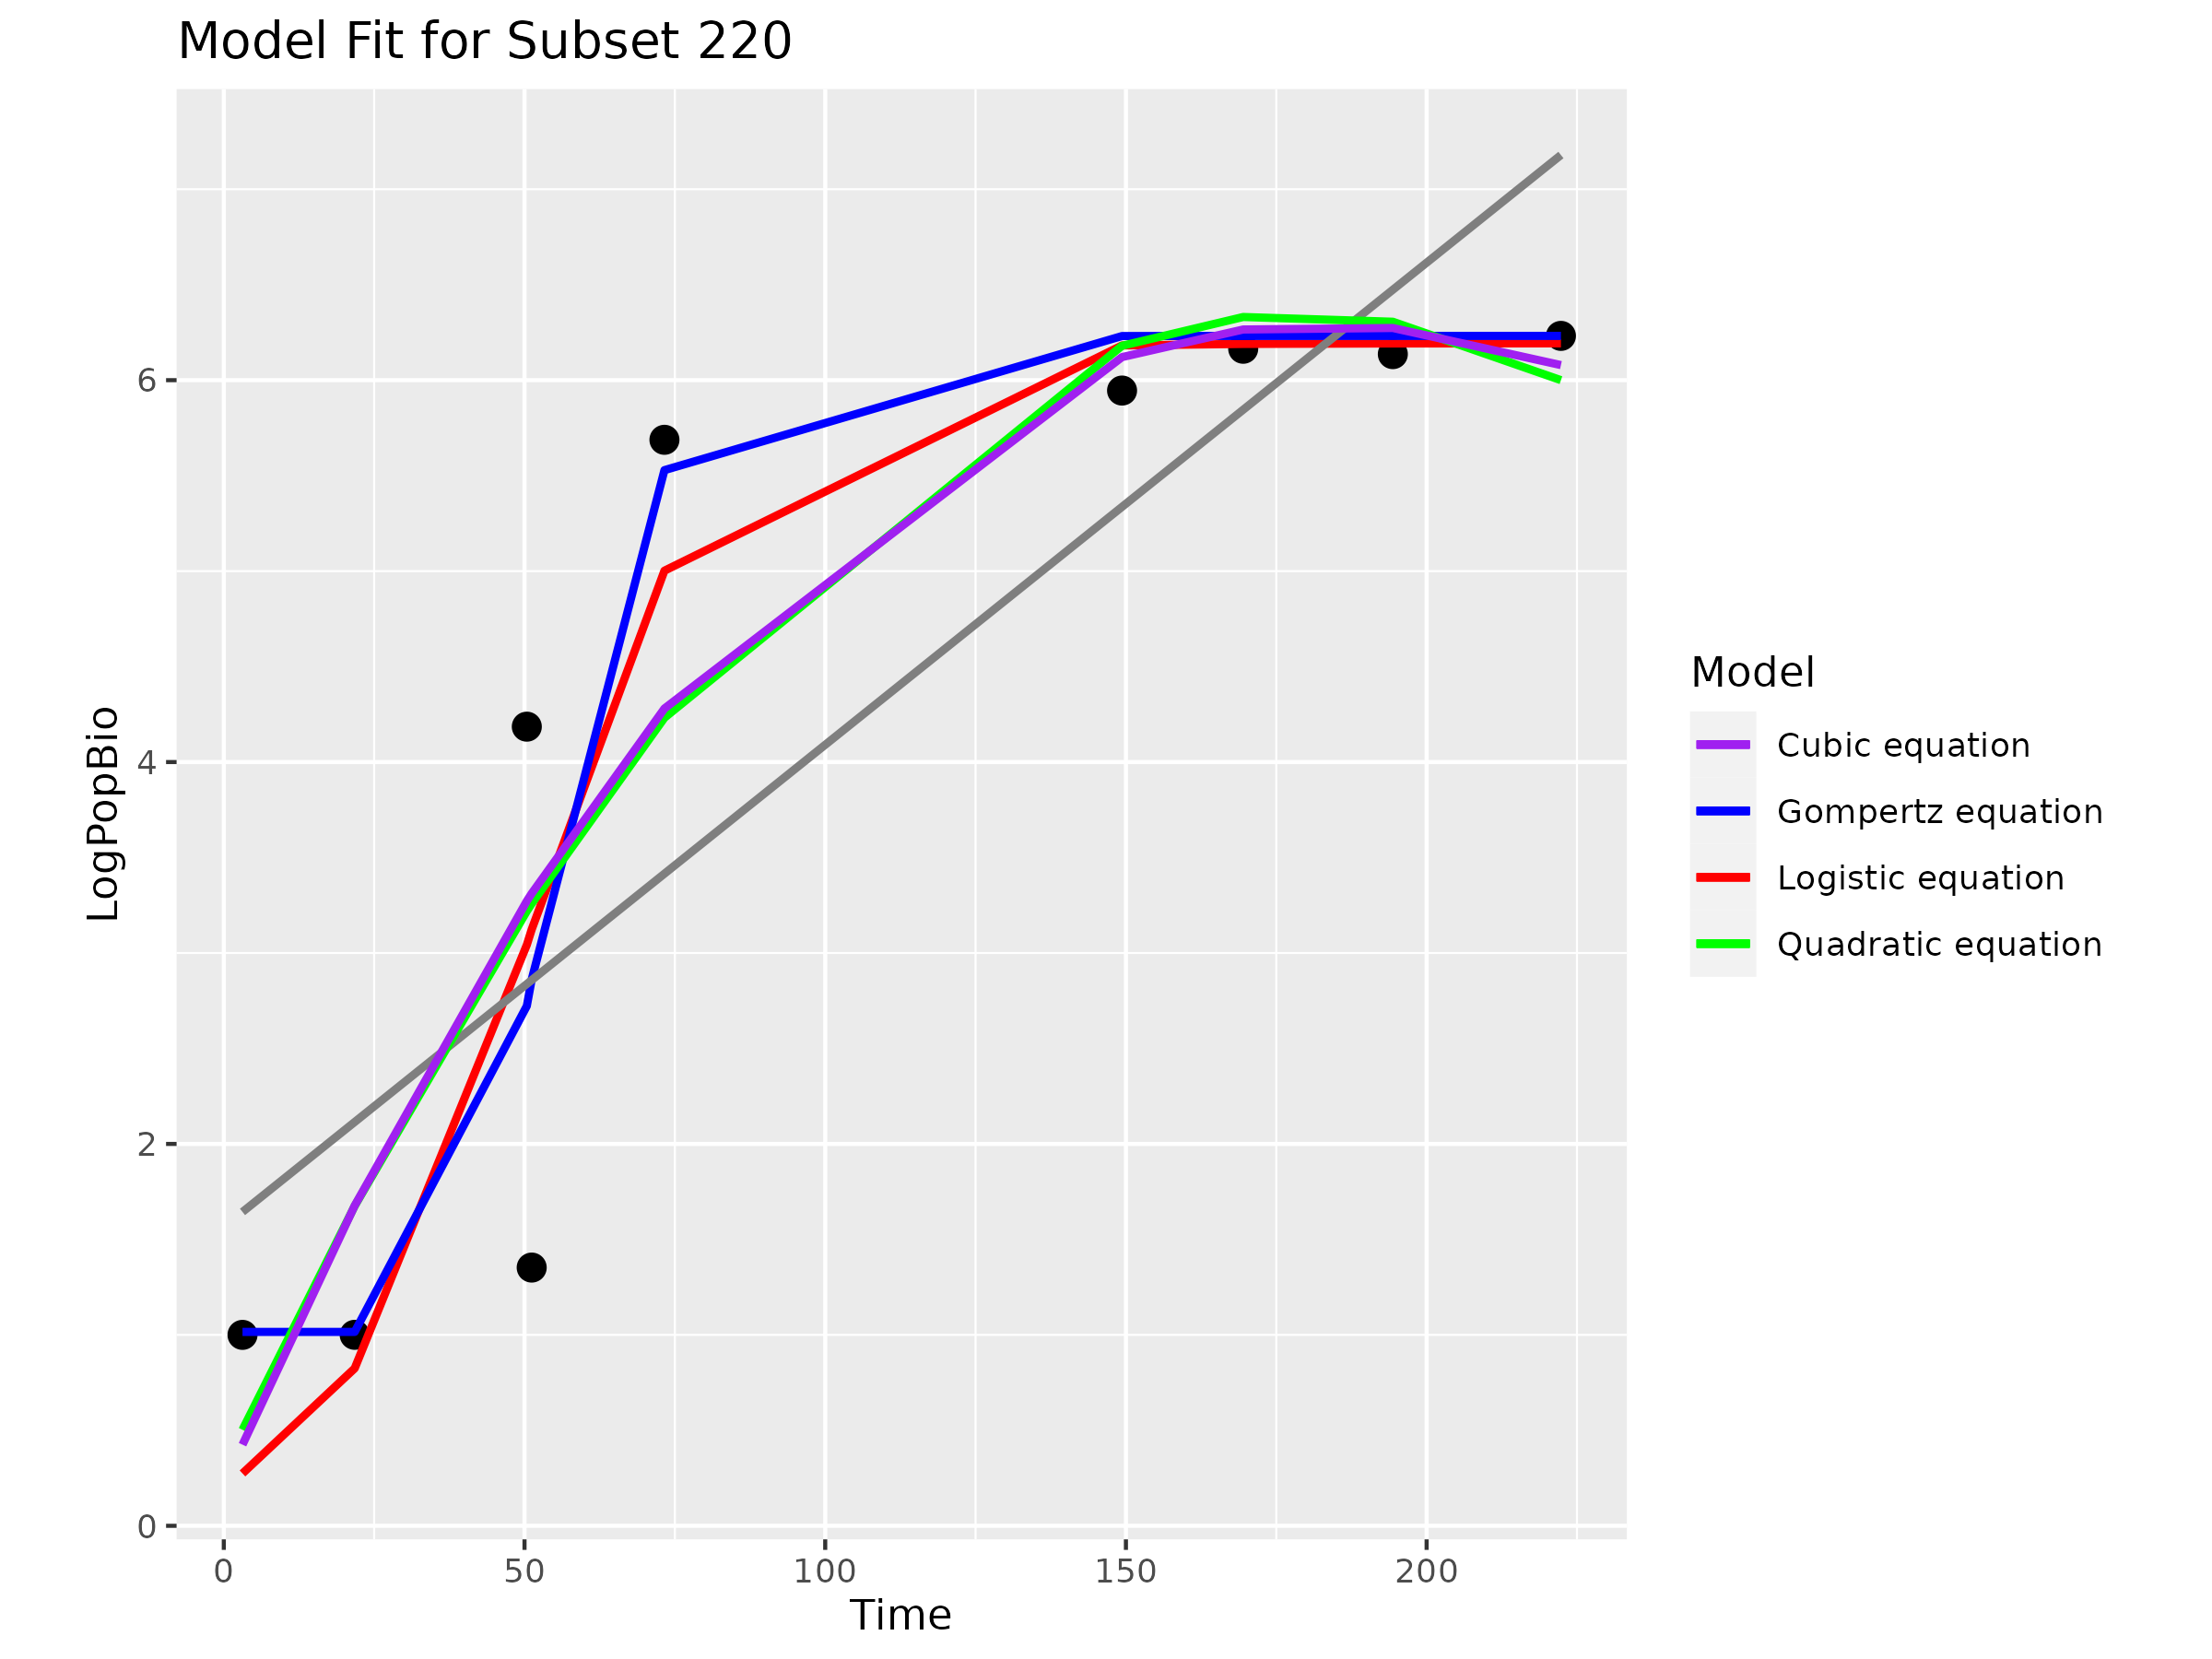 Model Fit for Subset 220
LogPopBio
6
4
2
0
0 50 100 150 200
Time
Model
Cubic equation
Gompertz equation
Logistic equation
Quadratic equation